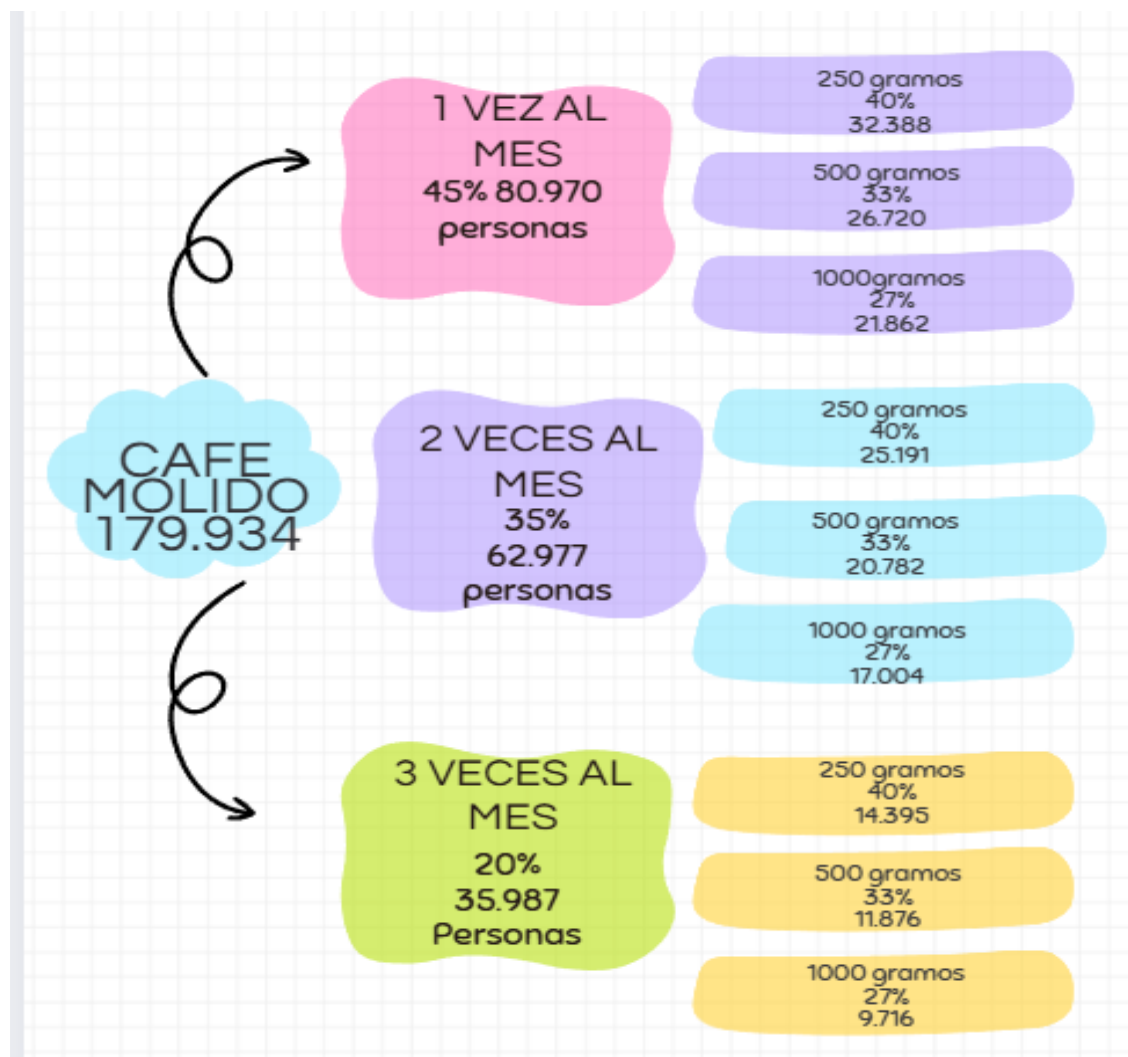 1 VEZ AL
MES
45% 80.970
personas
250 gramos
40%
32.388
500 gramos
33%
26.720
1000gramos
27%
21.862
CAFE
MOLIDO
179.934
2 VECES AL
MES
35%
62.977
personas
250 gramos
40%
25.191
500 gramos
33%
20.782
1000 gramos
27%
17.004
3 VECES AL
MES
20%
35.987
Personas
250 gramos
40%
14.395
500 gramos
33%
11.876
1000 gramos
27%
9.716